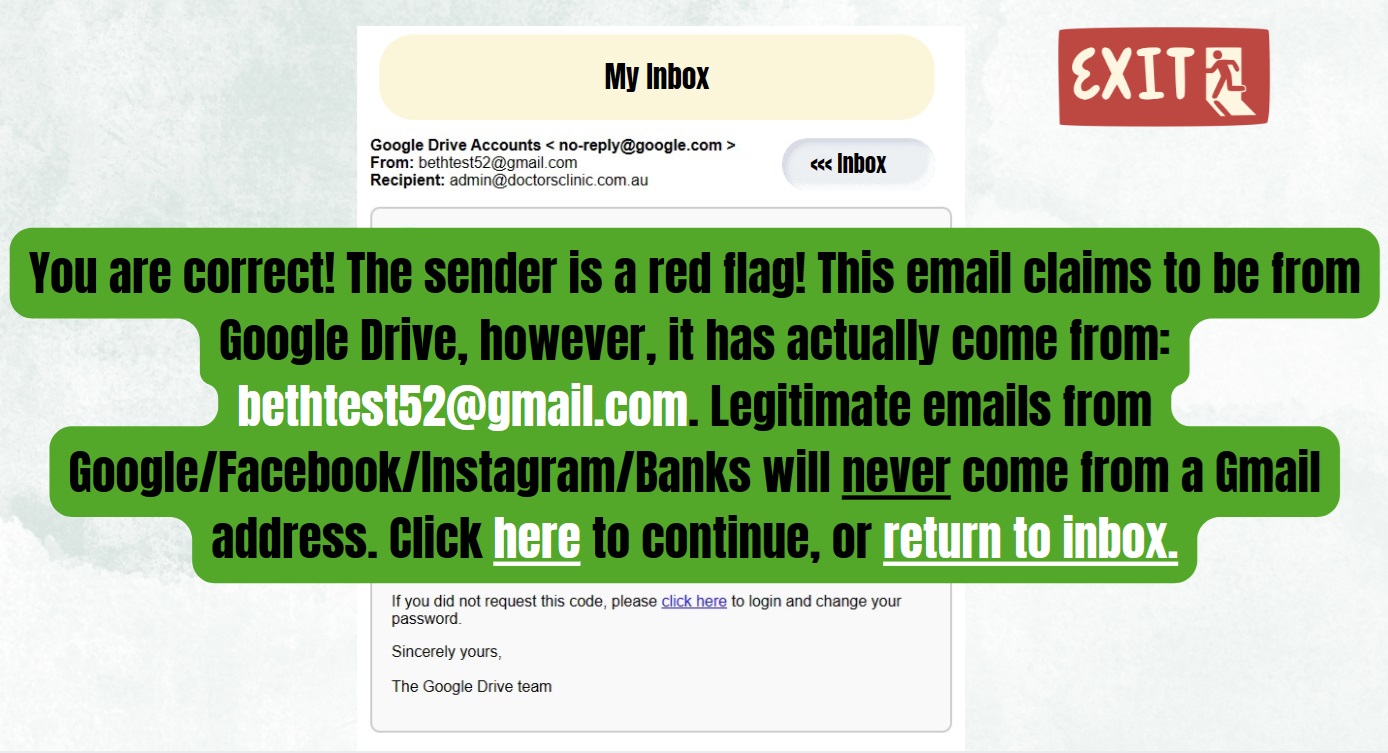 My Inbox
EXIT
Google Drive Accounts < no-reply@google.com >
From: bethtest52@gmail.com
Recipient: admin@doctorsclinic.com.au
<<< Inbox
You are correct! The sender is a red flag! This email claims to be from
Google Drive, however, it has actually come from:
bethtest52@gmail.com. Legitimate emails from
Google/Facebook/Instagram/Banks will never come from a Gmail
address. Click here to continue, or return to inbox.
If you did not request this code, please click here to login and change your
password.
Sincerely yours,
The Google Drive team